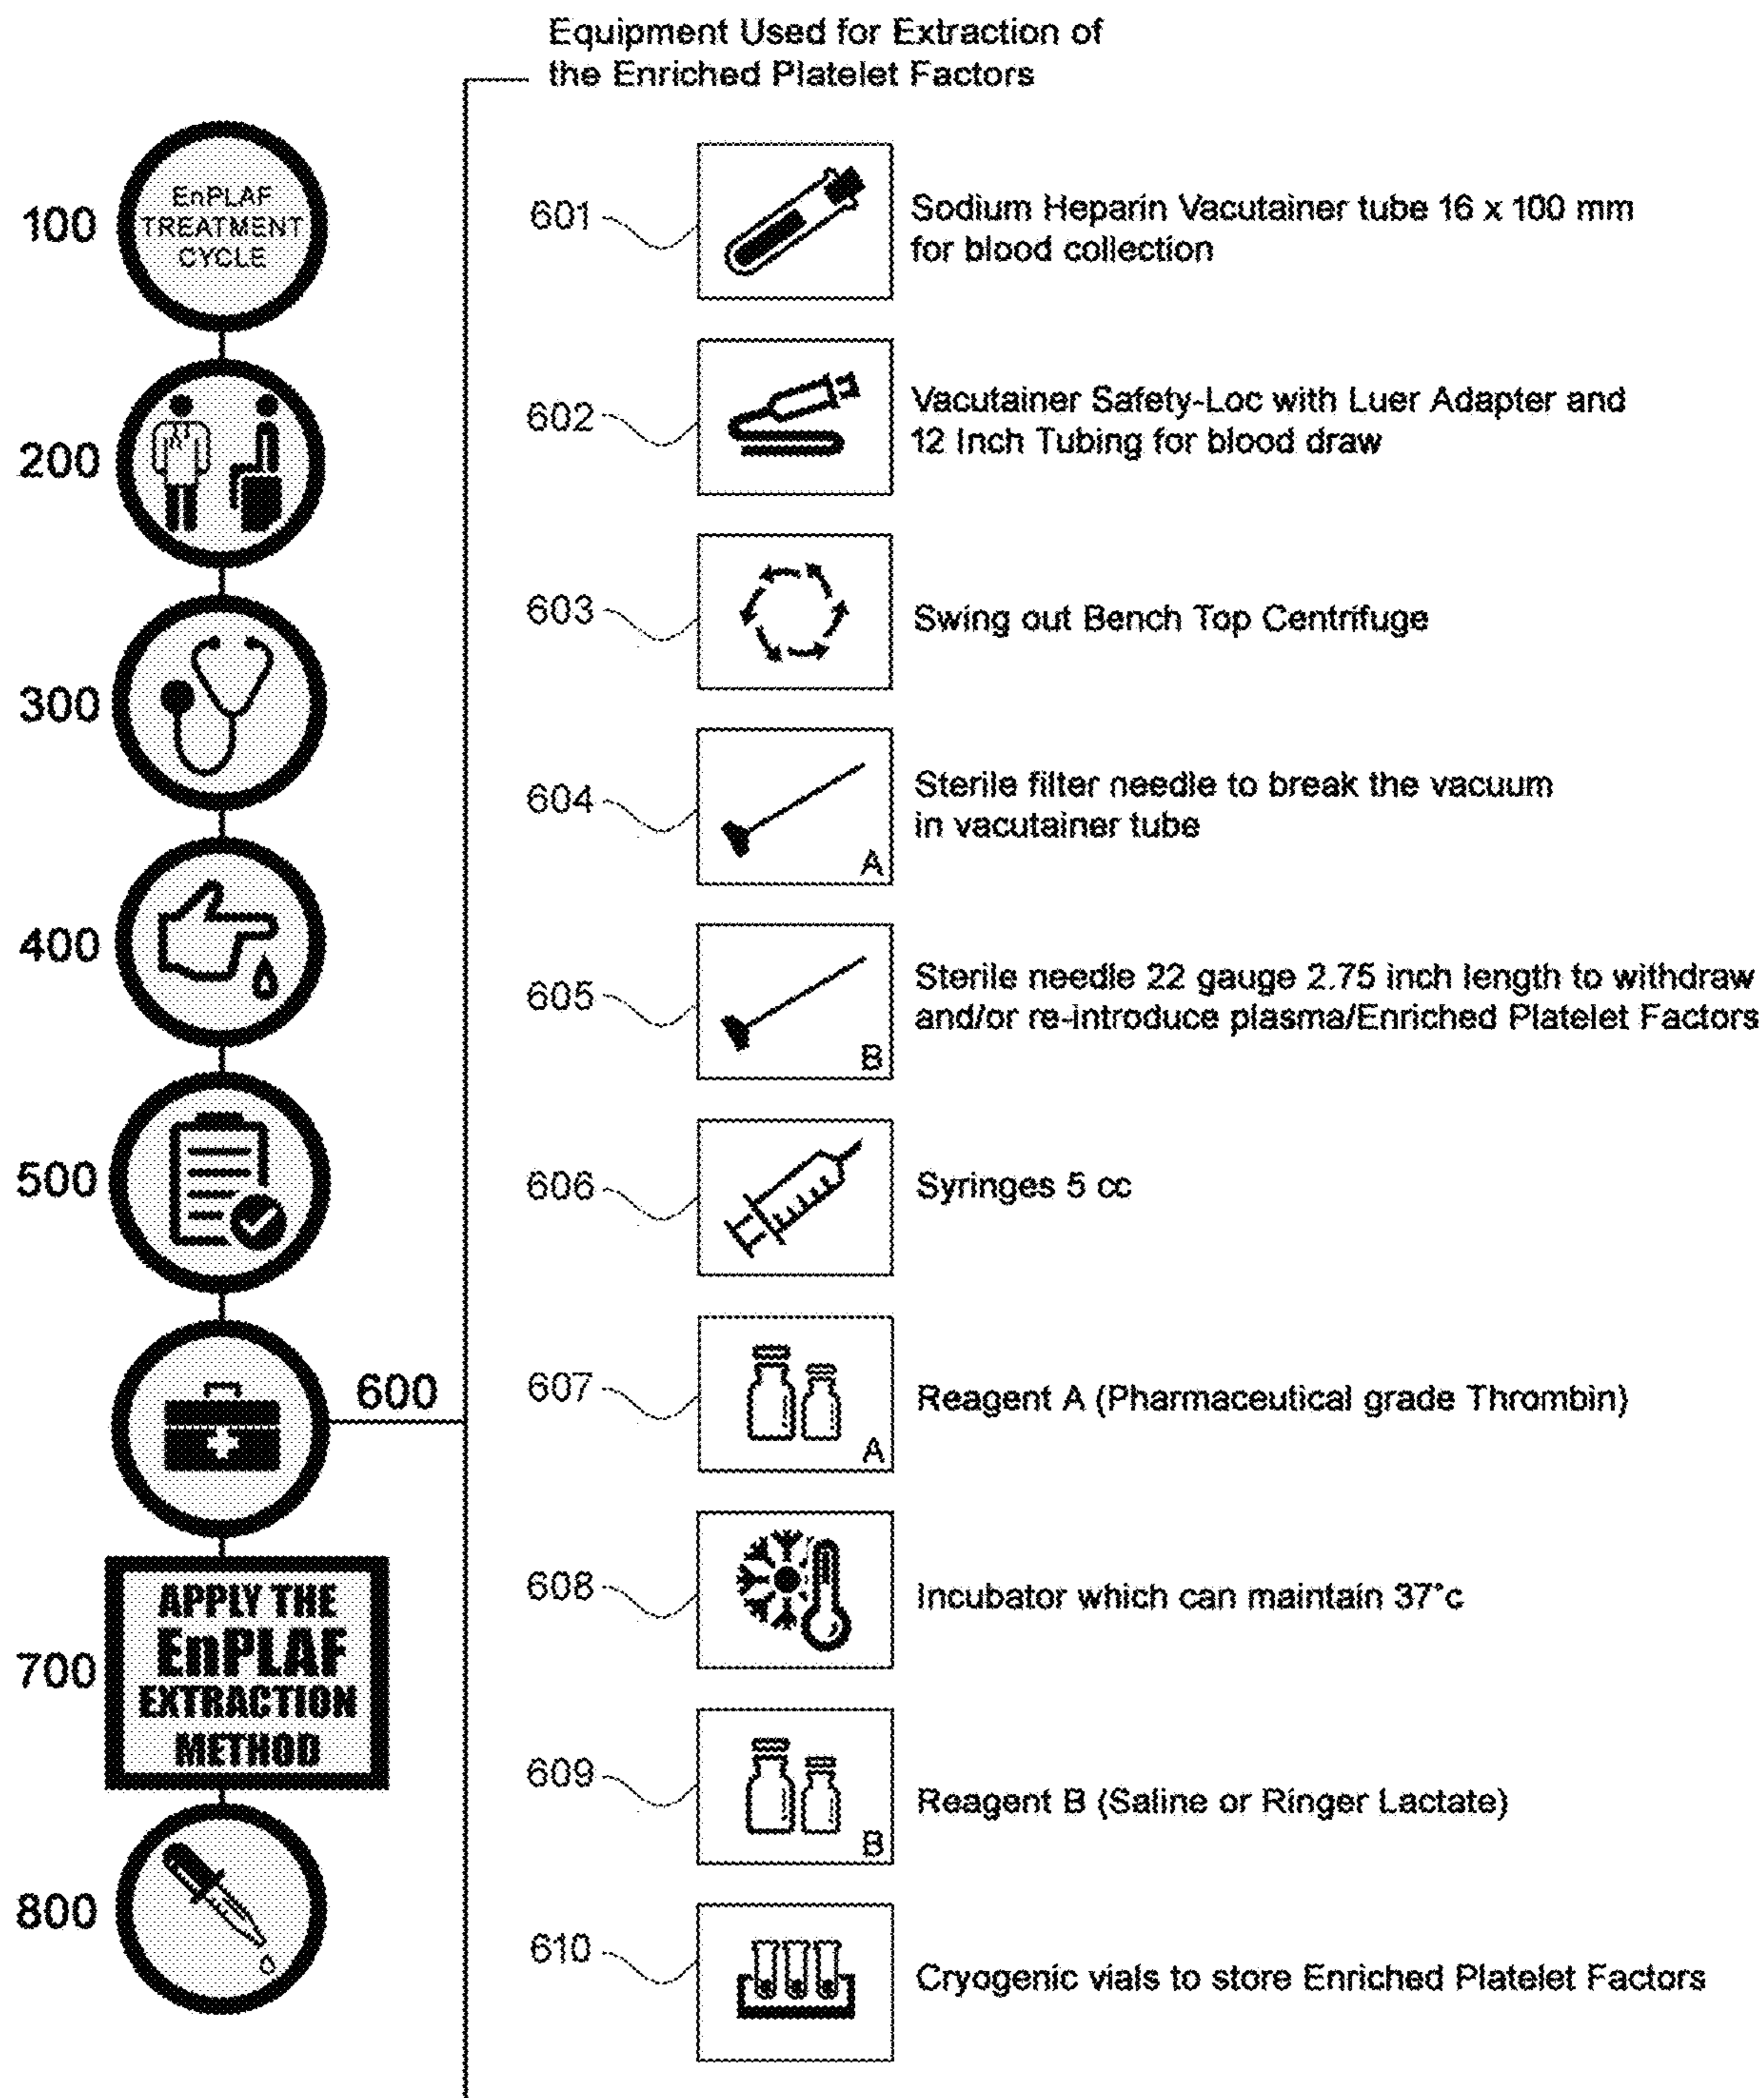 Equipment Used for Extraction of
the Enriched Platelet Factors
100
EnPLAF
TREATMENT
CYCLE
200
300
400
500
600
700
APPLY THE
EnPLAF
EXTRACTION
METHOD
800
601
Sodium Heparin Vacutainer tube 16 x 100 mm
for blood collection
602
Vacutainer Safety-Loc with Luer Adapter and
12 Inch Tubing for blood draw
603
Swing out Bench Top Centrifuge
604
A
Sterile filter needle to break the vacuum
in vacutainer tube
605
B
Sterile needle 22 gauge 2.75 inch length to withdraw
and/or re-introduce plasma/Enriched Platelet Factors
606
Syringes 5 cc
607
A
Reagent A (Pharmaceutical grade Thrombin)
608
Incubator which can maintain 37°c
609
B
Reagent B (Saline or Ringer Lactate)
610
Cryogenic vials to store Enriched Platelet Factors